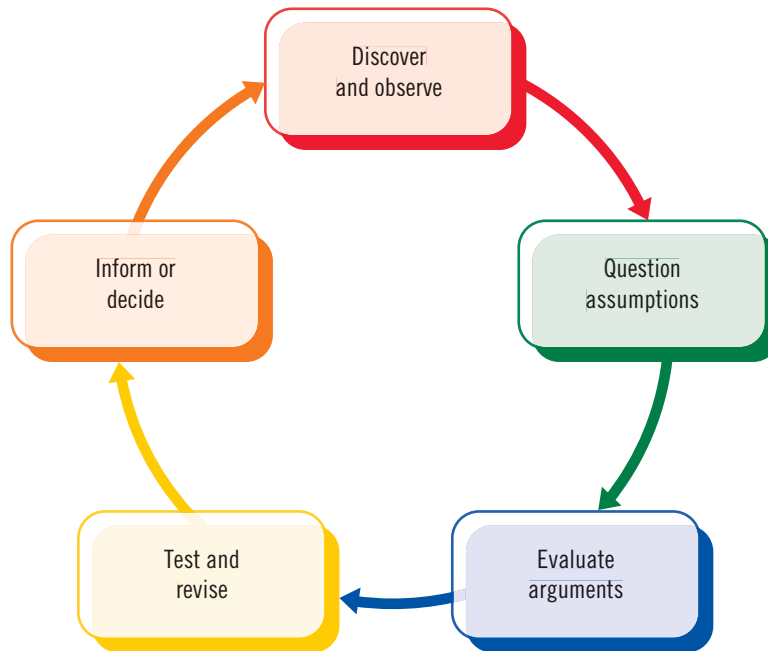 Discover
and observe
Question
assumptions
Evaluate
arguments
Test and
revise
Inform or
decide